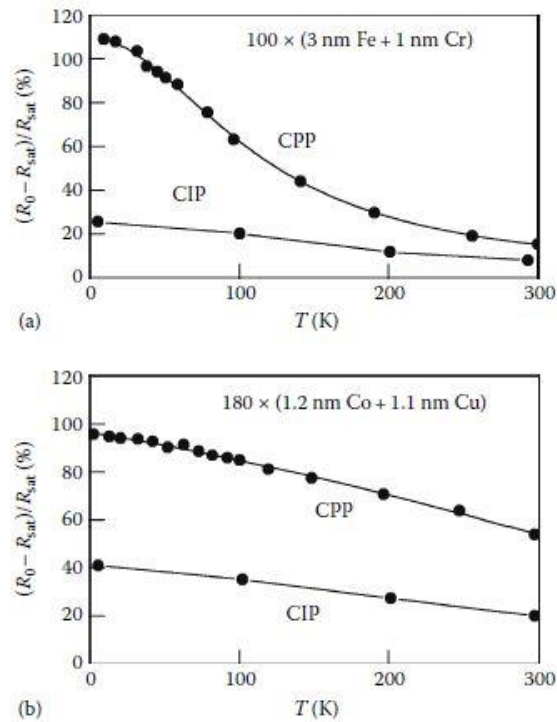 120
100 × (3 nm Fe + 1 nm Cr)
100
80
60
40
20
0
(R₀ – Rsat)/Rsat (%)
CPP
CIP
0
100
200
300
(a)
T (K)
120
180 × (1.2 nm Co + 1.1 nm Cu)
100
80
60
40
20
0
(R₀ – Rsat)/Rsat (%)
CPP
CIP
0
100
200
300
(b)
T (K)